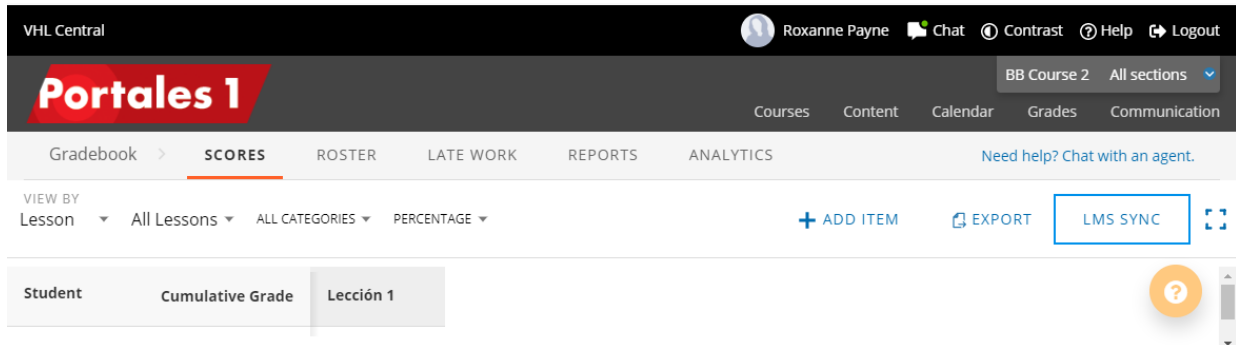 VHL Central Roxanne Payne Chat Contrast Help Logout
Portales 1
BB Course 2 All sections
Courses Content Calendar Grades Communication
Gradebook SCORES ROSTER LATE WORK REPORTS ANALYTICS Need help? Chat with an agent.
VIEW BY
Lesson All Lessons ALL CATEGORIES PERCENTAGE + ADD ITEM EXPORT LMS SYNC
Student Cumulative Grade Lección 1 ?